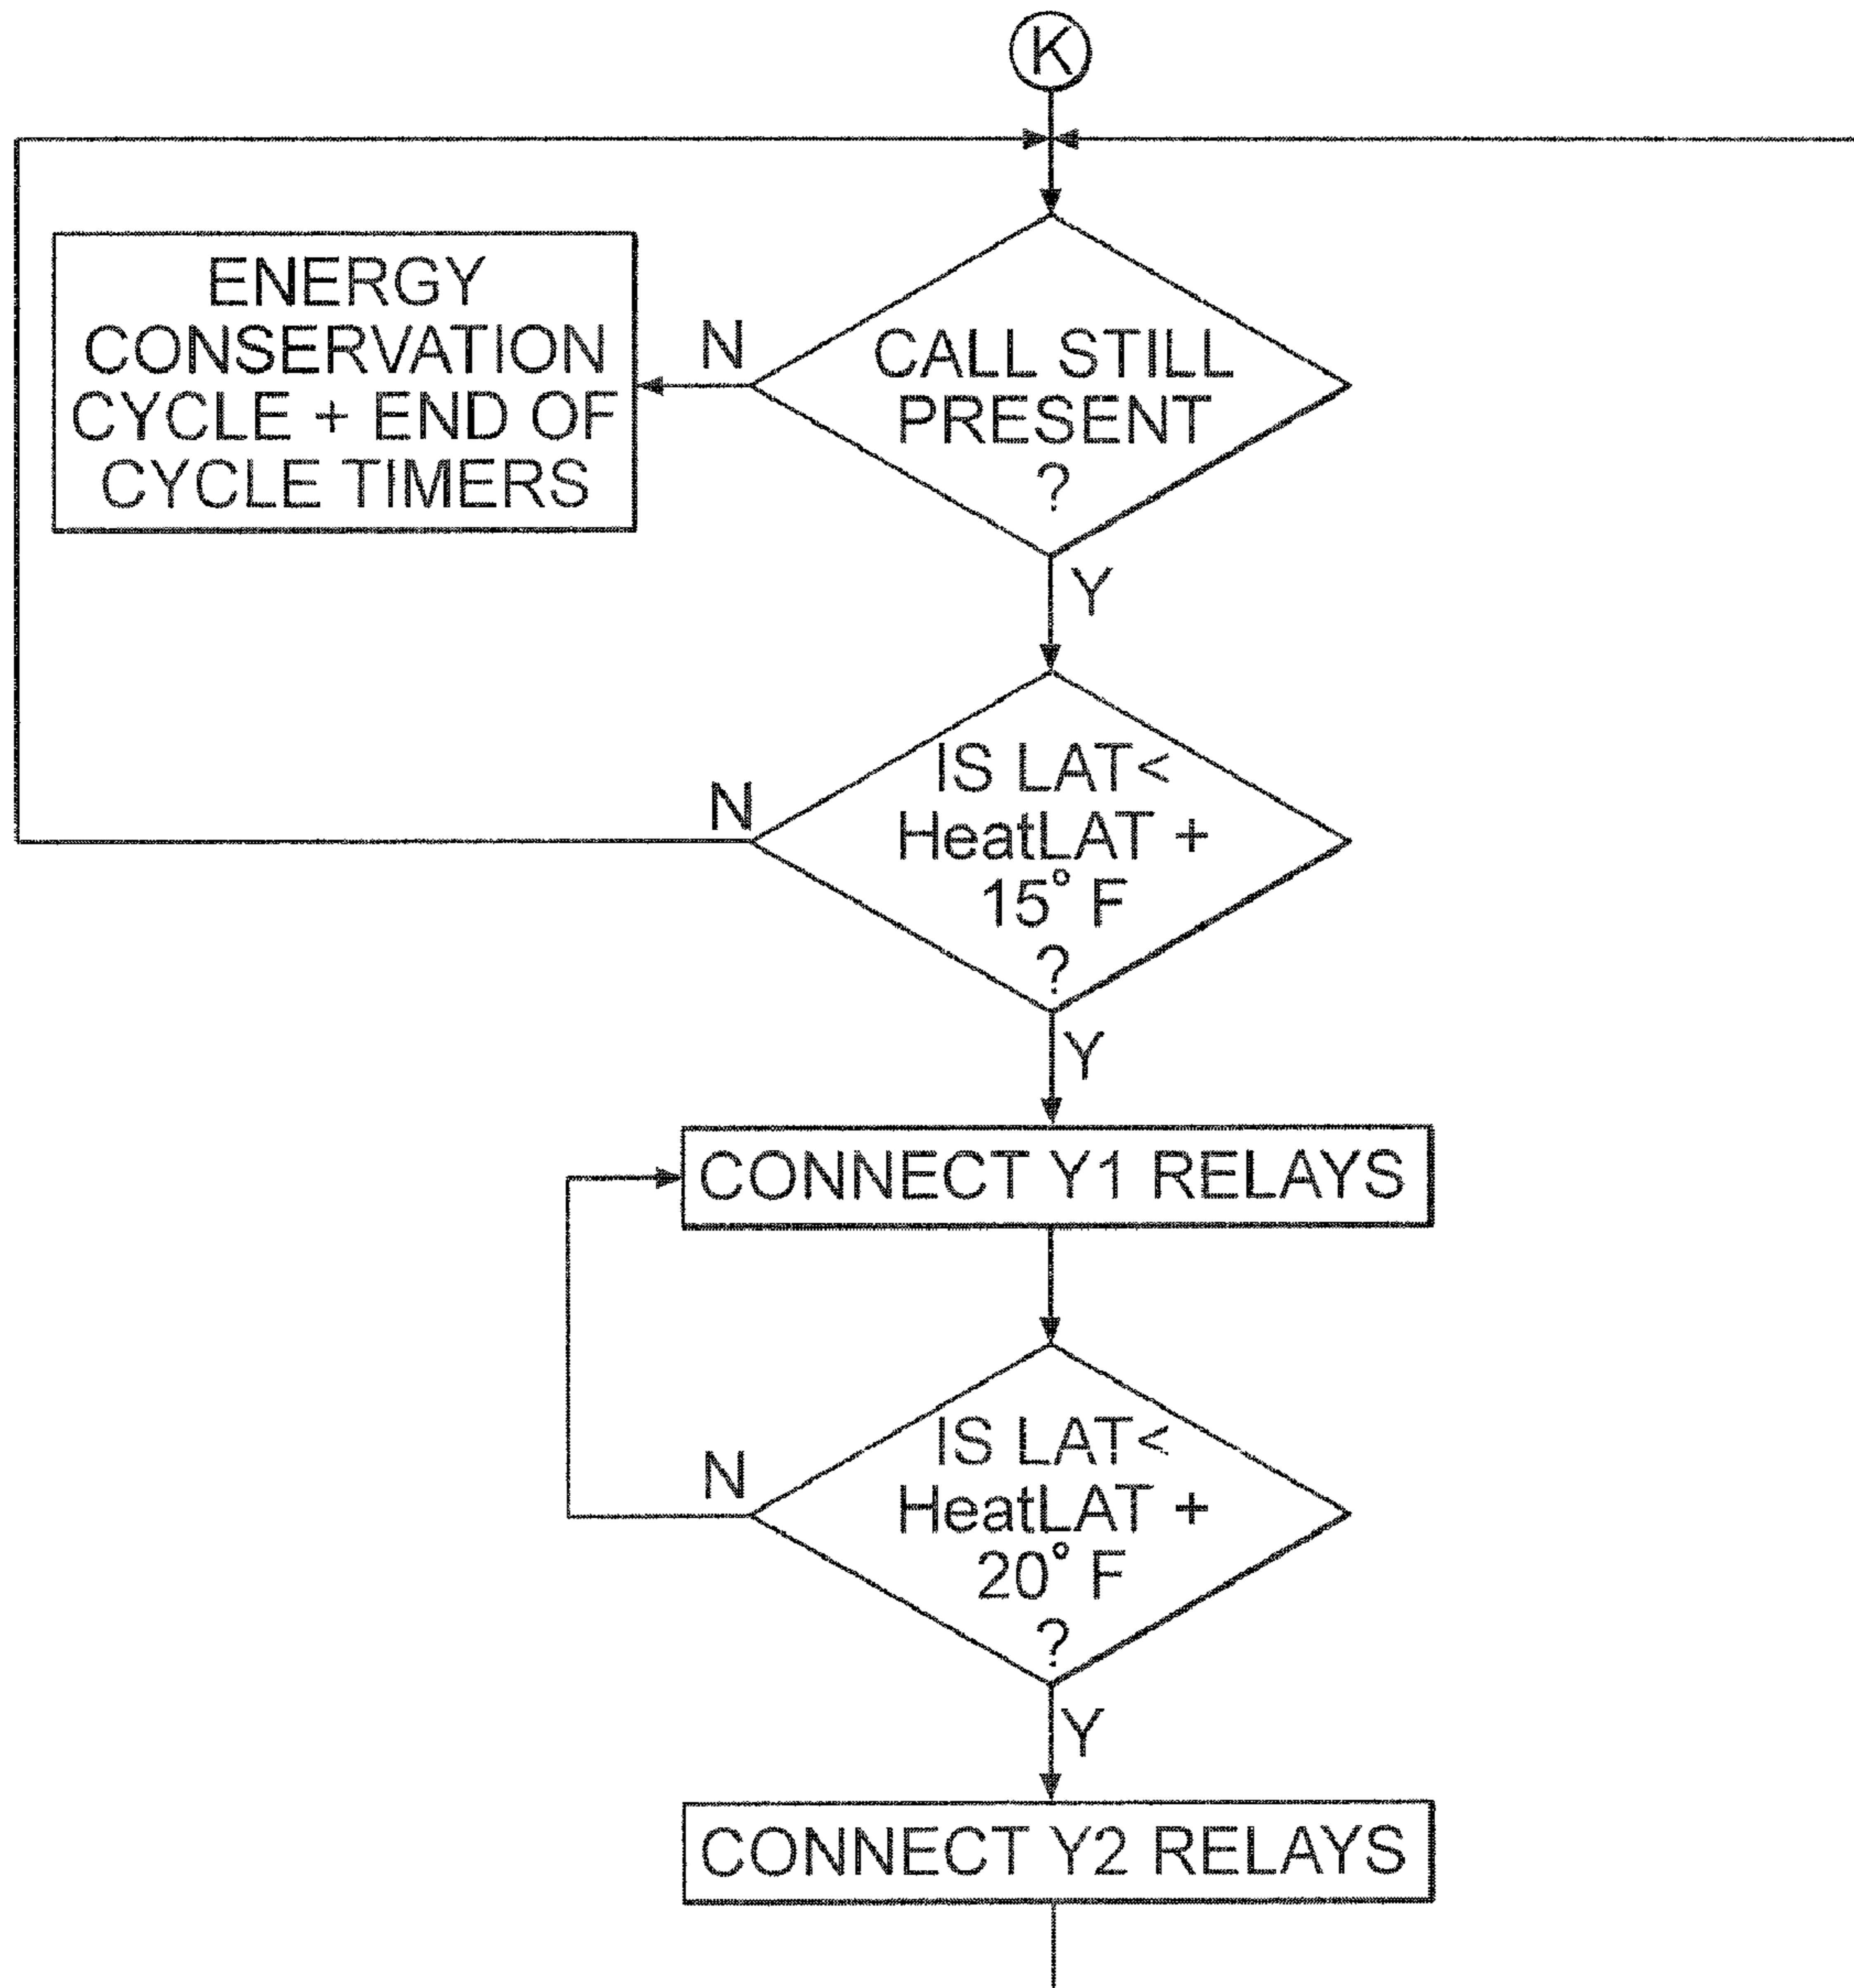 K
ENERGY
CONSERVATION
CYCLE + END OF
CYCLE TIMERS
N
CALL STILL
PRESENT
?
Y
N
IS LAT<
HeatLAT +
15° F
?
Y
CONNECT Y1 RELAYS
N
IS LAT<
HeatLAT +
20° F
?
Y
CONNECT Y2 RELAYS